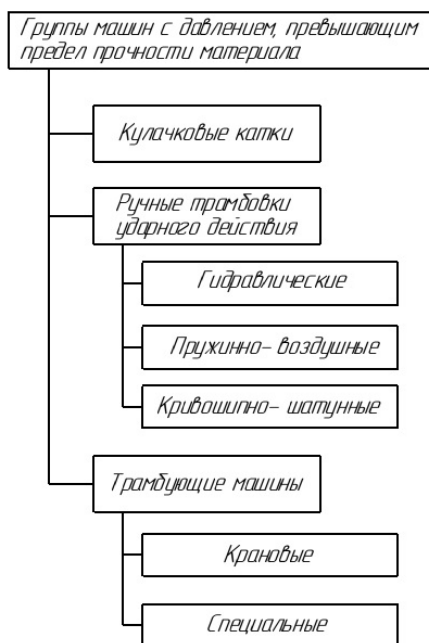 Группы машин с давлением, превышающим
предел прочности материала
Кулачковые катки
Ручные трамбовки
ударного действия
Гидравлические
Пружинно- воздушные
Кривошипно- шатунные
Трамбующие машины
Крановые
Специальные